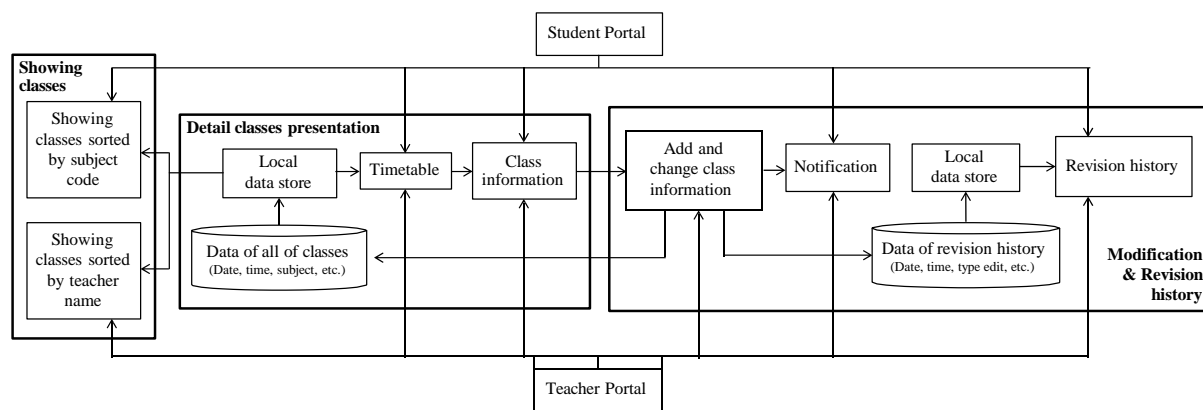 Student Portal
Showing
classes
Showing
classes sorted
by subject
code
Showing
classes sorted
by teacher
name
Detail classes presentation
Local
data store
Timetable
Class
information
Data of all of classes
(Date, time, subject, etc.)
Add and
change class
information
Notification
Local
data store
Revision history
Data of revision history
(Date, time, type edit, etc.)
Modification
& Revision
history
Teacher Portal